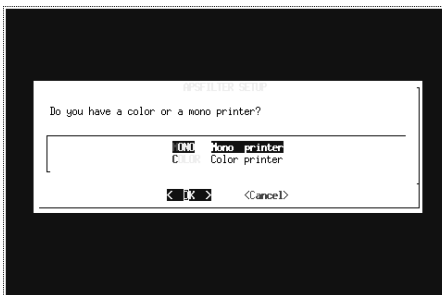 APSFILTER SETUP
Do you have a color or a mono printer?
MONO Mono printer
COLOR Color printer
< OK > <Cancel>